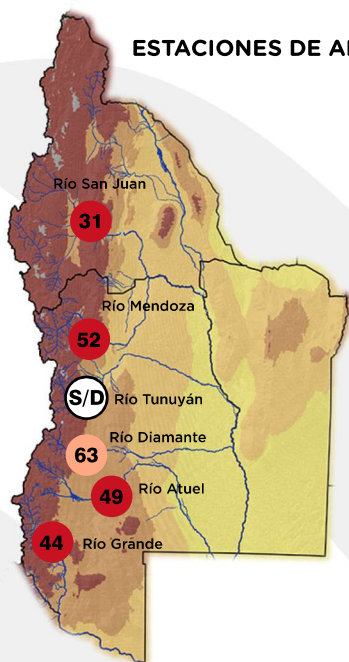 ESTACIONES DE
Río San Juan
31
Río Mendoza
52
S/D
Río Tunuyán
Río Diamante
63
Río Atuel
49
44
Río Grande